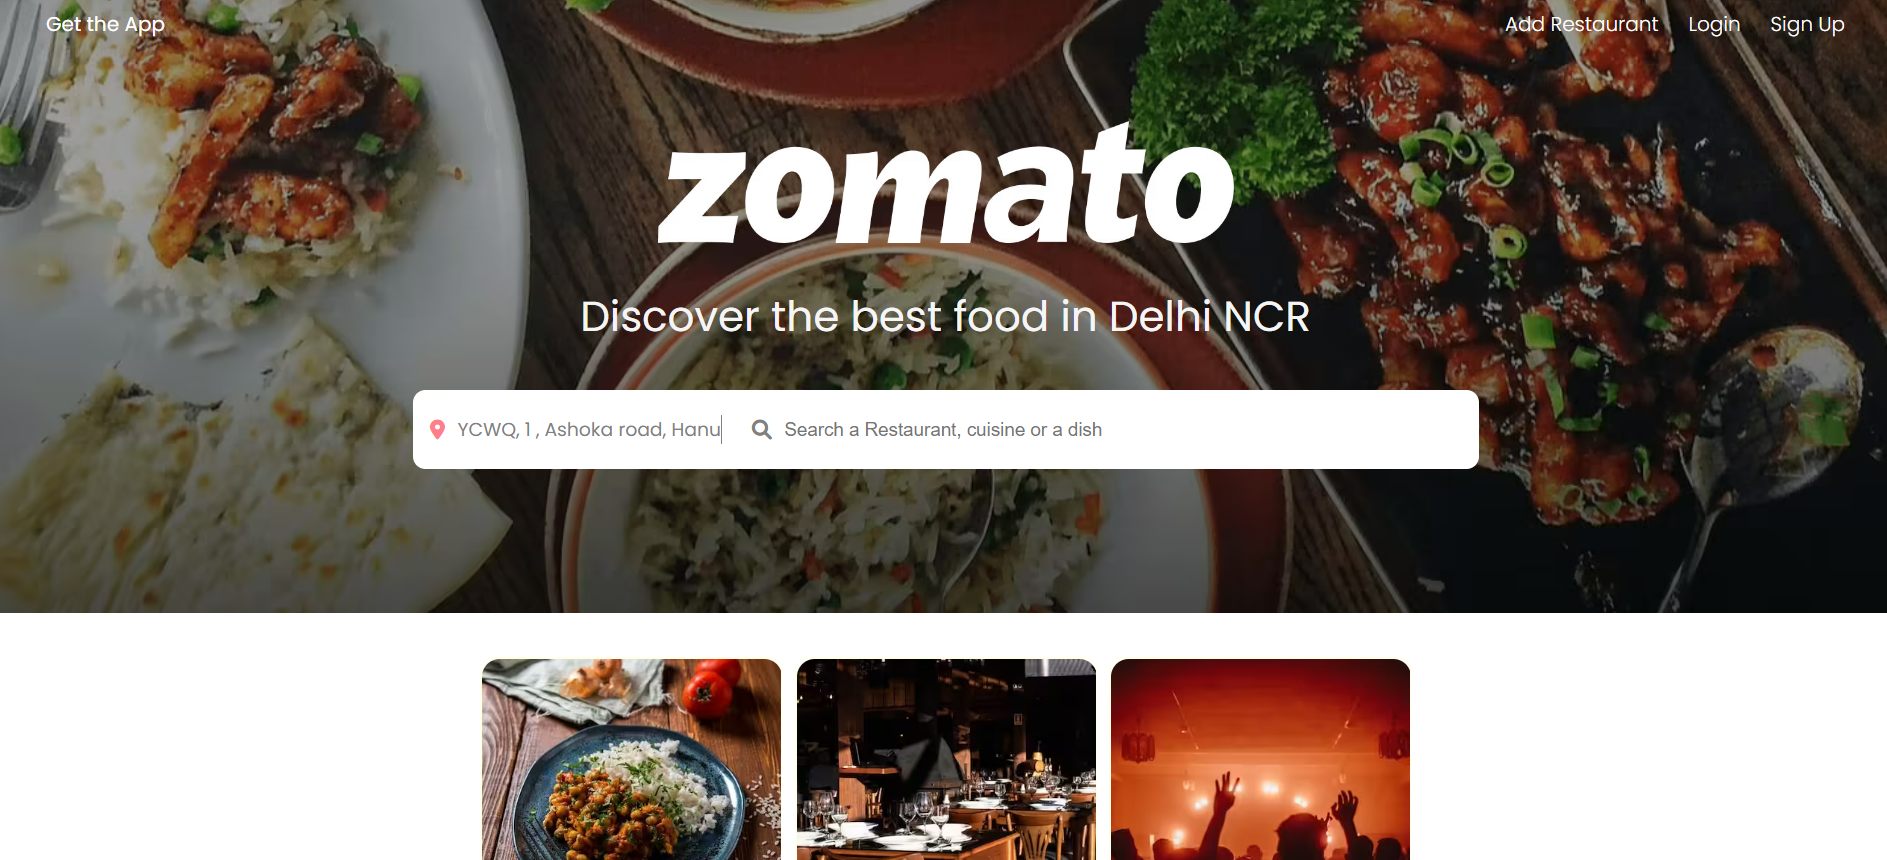 Get the App
Add Restaurant Login Sign Up
zomato
Discover the best food in Delhi NCR
YCWQ, 1 , Ashoka road, Hanu
Search a Restaurant, cuisine or a dish